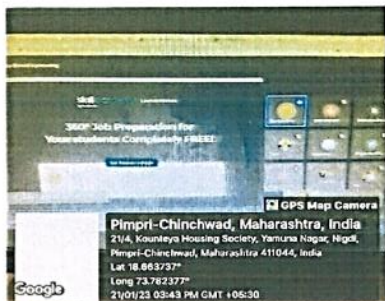 360° Job Preparation for
Your students Completely FREE!
GPS Map Camera
Pimpri-Chinchwad, Maharashtra, India
21/4, Kounteya Housing Society, Yamuna Nagar, Nigdi,
Pimpri-Chinchwad, Maharashtra 411044, India
Lat 18.663737°
Long 73.782377°
21/01/23 03:43 PM GMT +05:30
Google